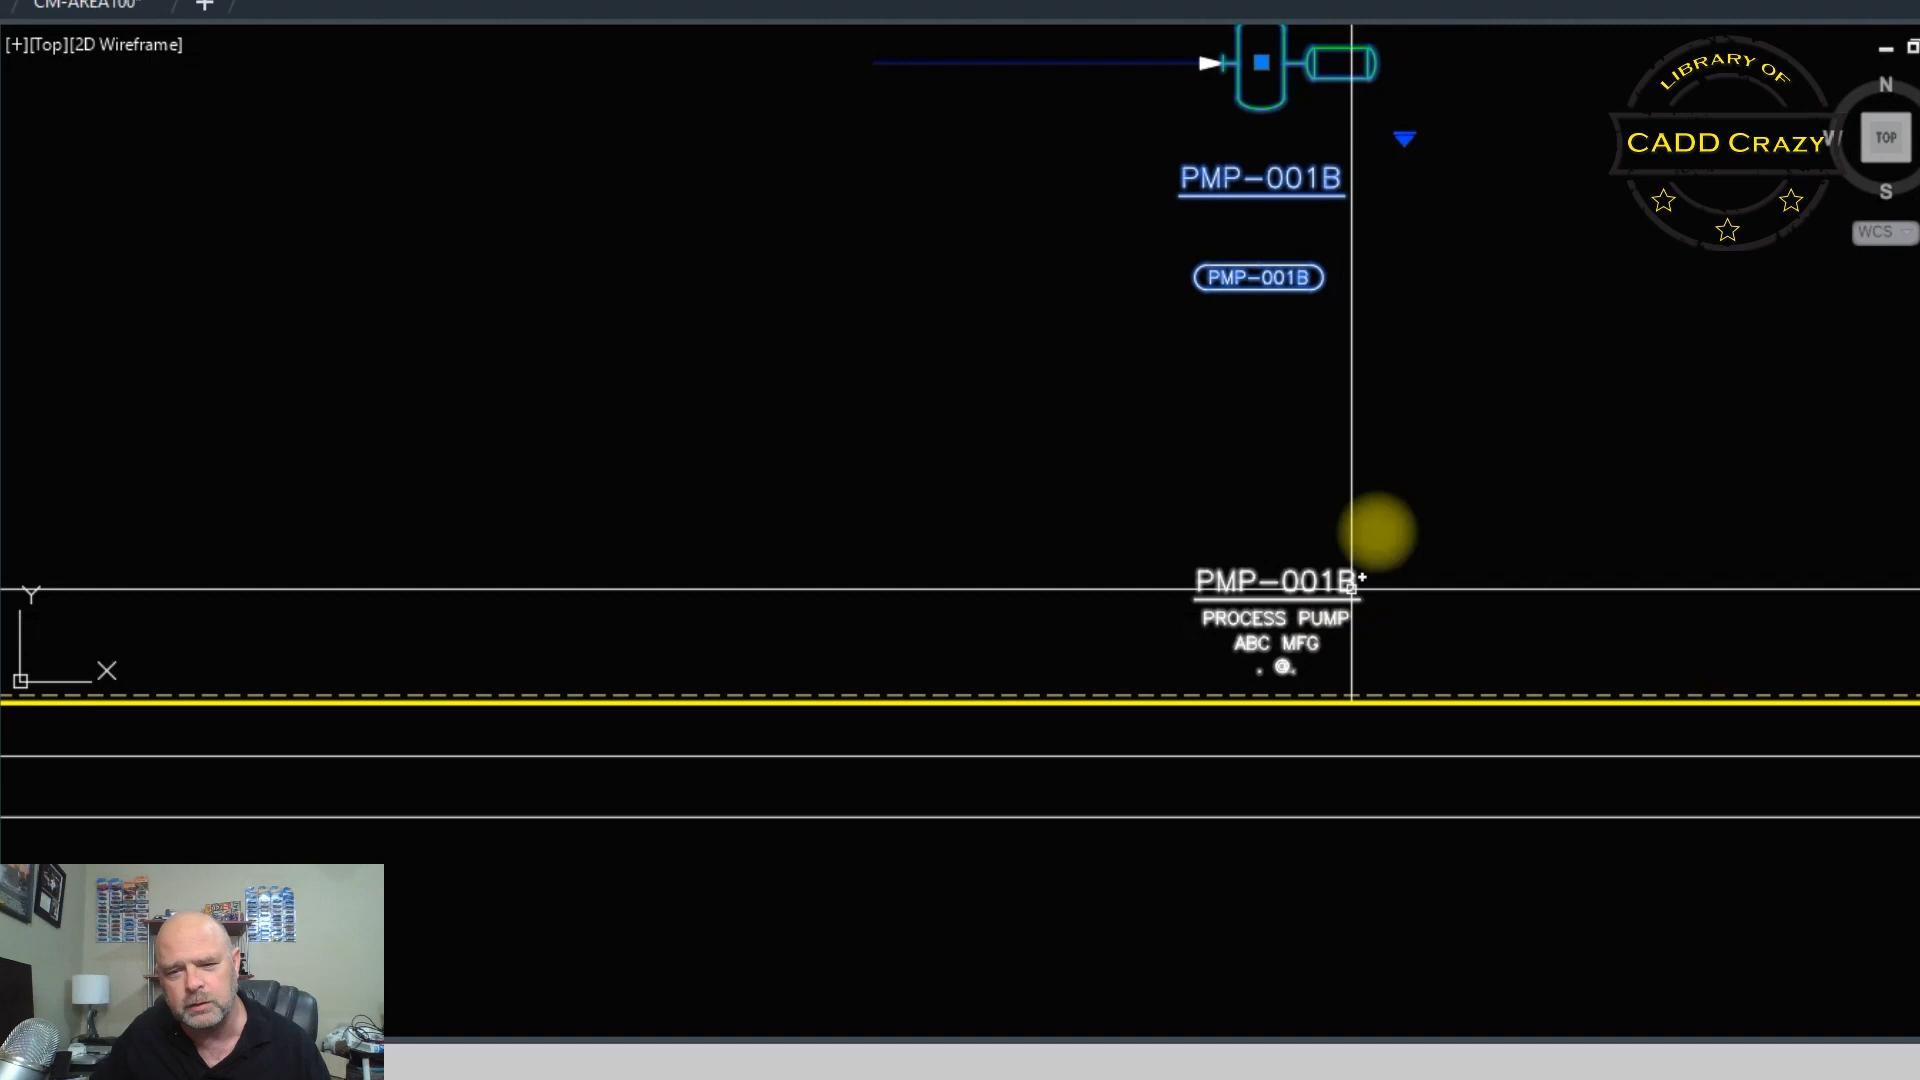 CM-AREA100*
[+][Top][2D Wireframe]
LIBRARY OF
CADD CRAZY
N
W
TOP
S
WCS
PMP-001B
PMP-001B
PMP-001B
PROCESS PUMP
ABC MFG
. @.
Y
X